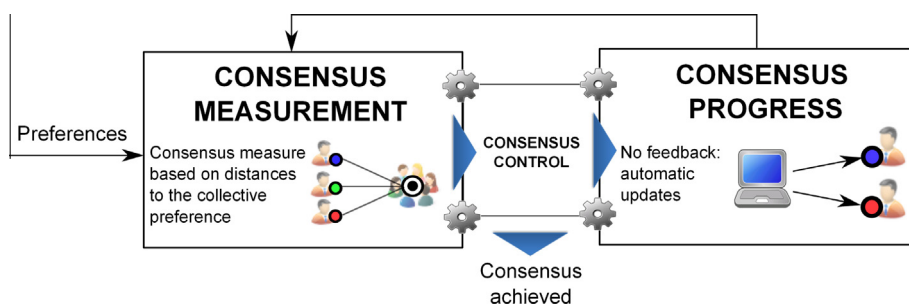 CONSENSUS
MEASUREMENT
Preferences
Consensus measure
based on distances
to the collective
preference
CONSENSUS
CONTROL
CONSENSUS
PROGRESS
No feedback:
automatic
updates
Consensus
achieved